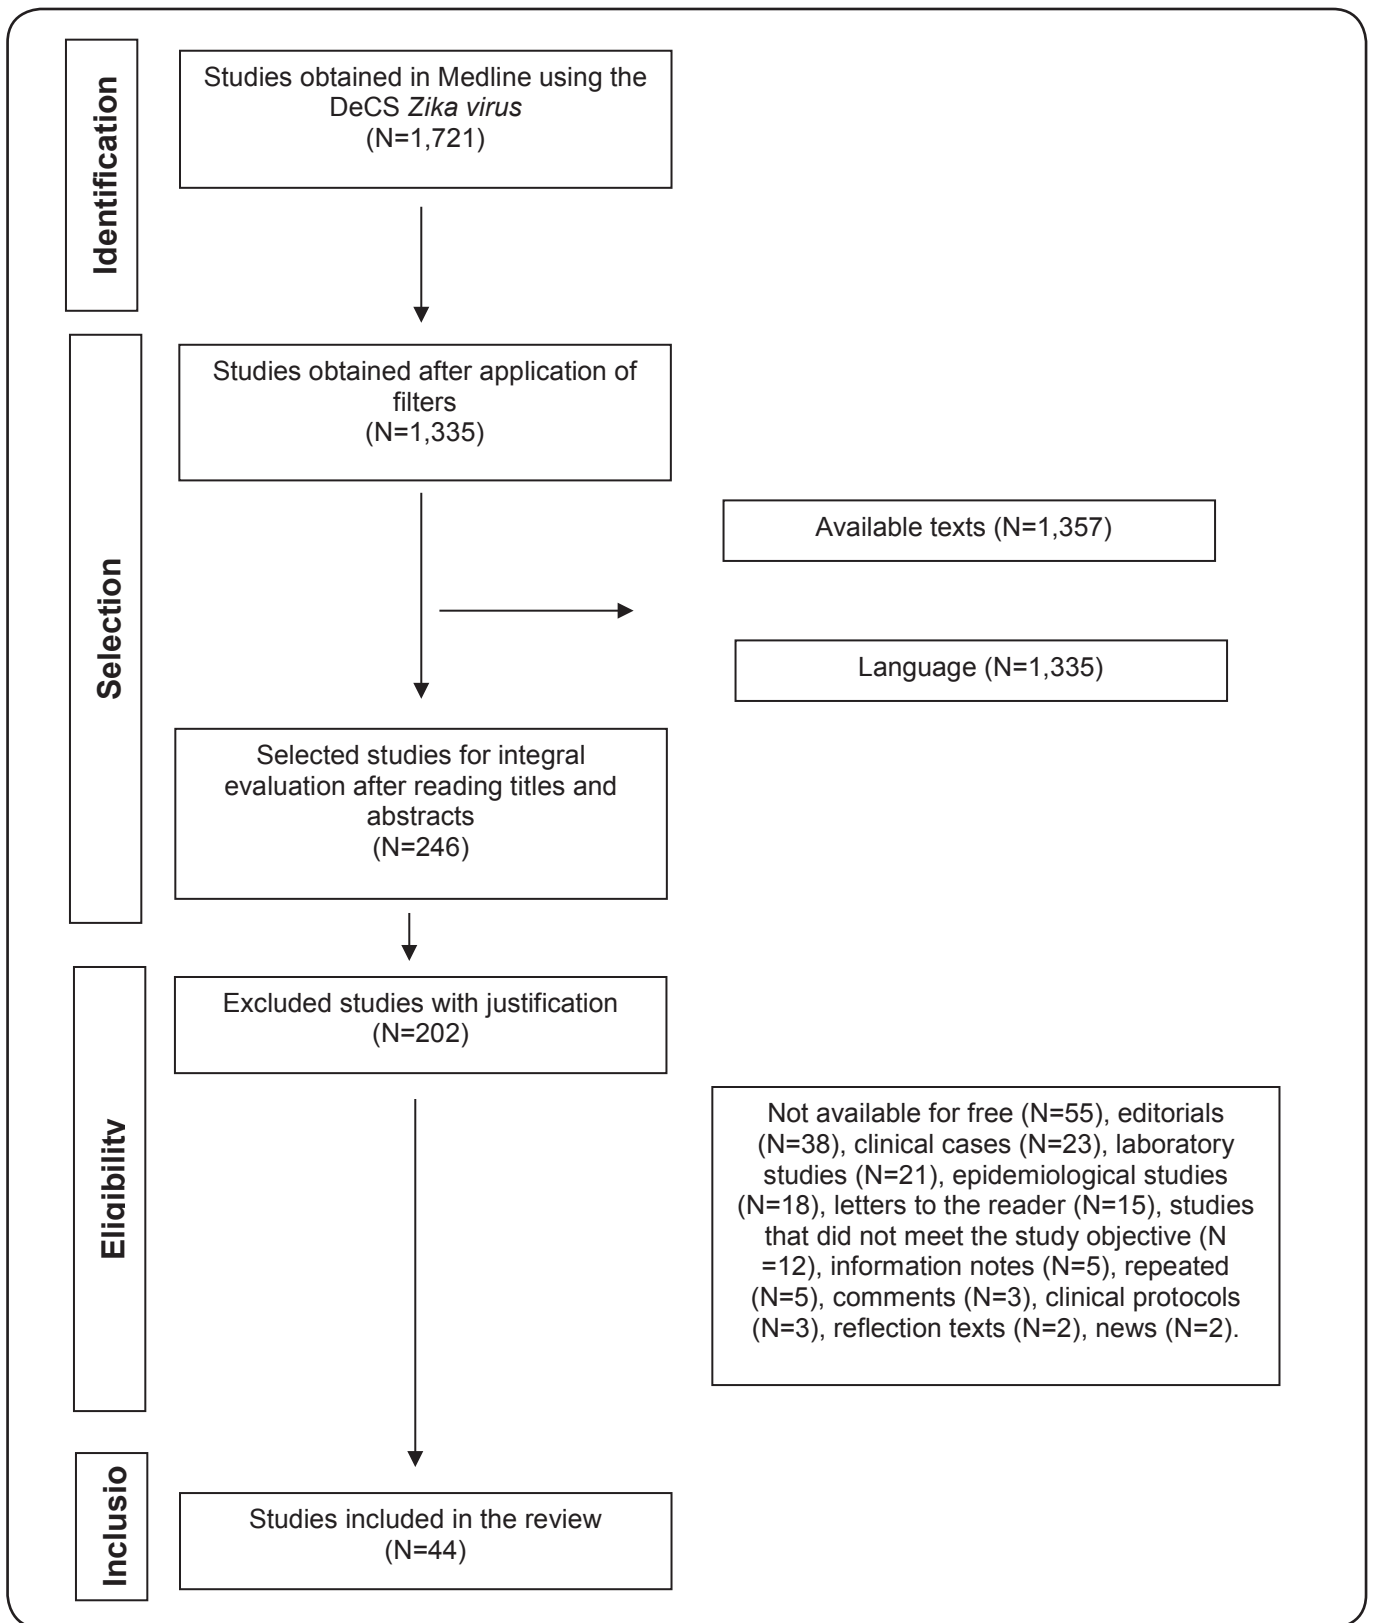 Identification
Studies obtained in Medline using the
DeCS Zika virus
(N=1,721)
Selection
Studies obtained after application of
filters
(N=1,335)
Available texts (N=1,357)
Language (N=1,335)
Selected studies for integral
evaluation after reading titles and
abstracts
(N=246)
Eligibility
Excluded studies with justification
(N=202)
Not available for free (N=55), editorials
(N=38), clinical cases (N=23), laboratory
studies (N=21), epidemiological studies
(N=18), letters to the reader (N=15), studies
that did not meet the study objective (N
=12), information notes (N=5), repeated
(N=5), comments (N=3), clinical protocols
(N=3), reflection texts (N=2), news (N=2).
Inclusio
Studies included in the review
(N=44)